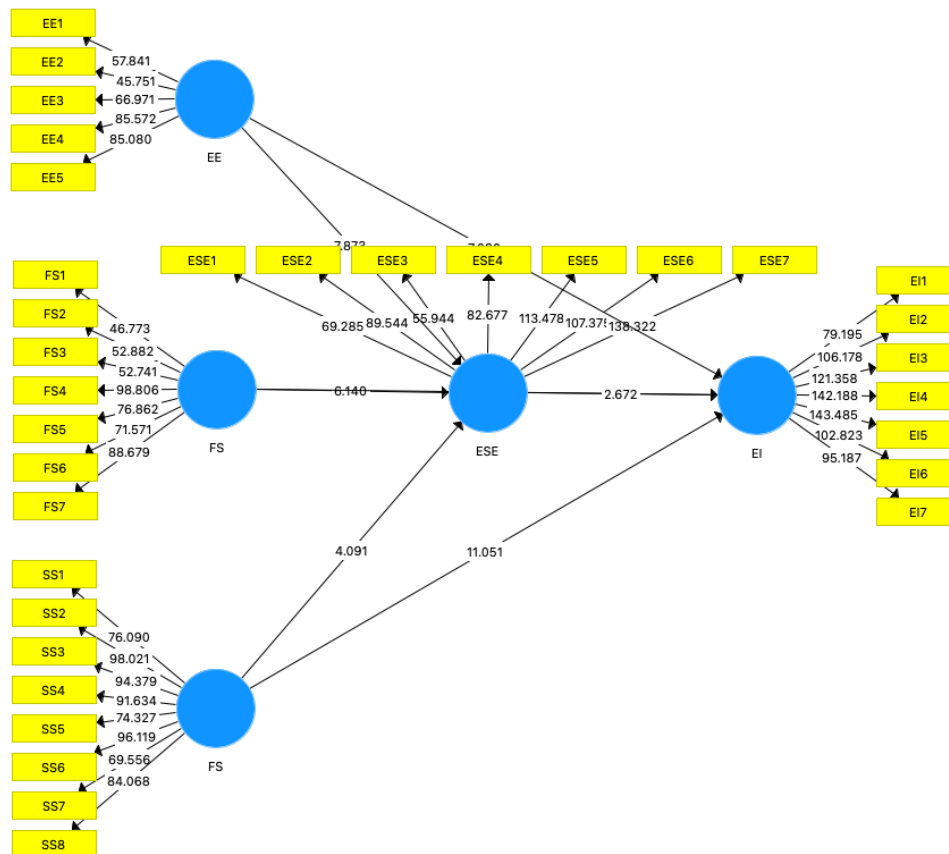 EE1
EE2
EE3
EE4
EE5
57.841
45.751
66.971
85.572
85.080
EE
7.873
ESE1
ESE2
ESE3
ESE4
ESE5
ESE6
ESE7
69.285
89.544
55.944
82.677
113.478
138.322
FS1
FS2
FS3
FS4
FS5
FS6
FS7
46.773
52.882
52.741
98.806
76.862
71.571
88.679
FS
6.140
ESE
2.672
EI
EI1
EI2
EI3
EI4
EI5
EI6
EI7
79.195
106.178
121.358
142.188
143.485
102.823
95.187
4.091
11.051
SS1
SS2
SS3
SS4
SS5
SS6
SS7
SS8
76.090
98.021
94.379
91.634
74.327
96.119
69.556
84.068
FS